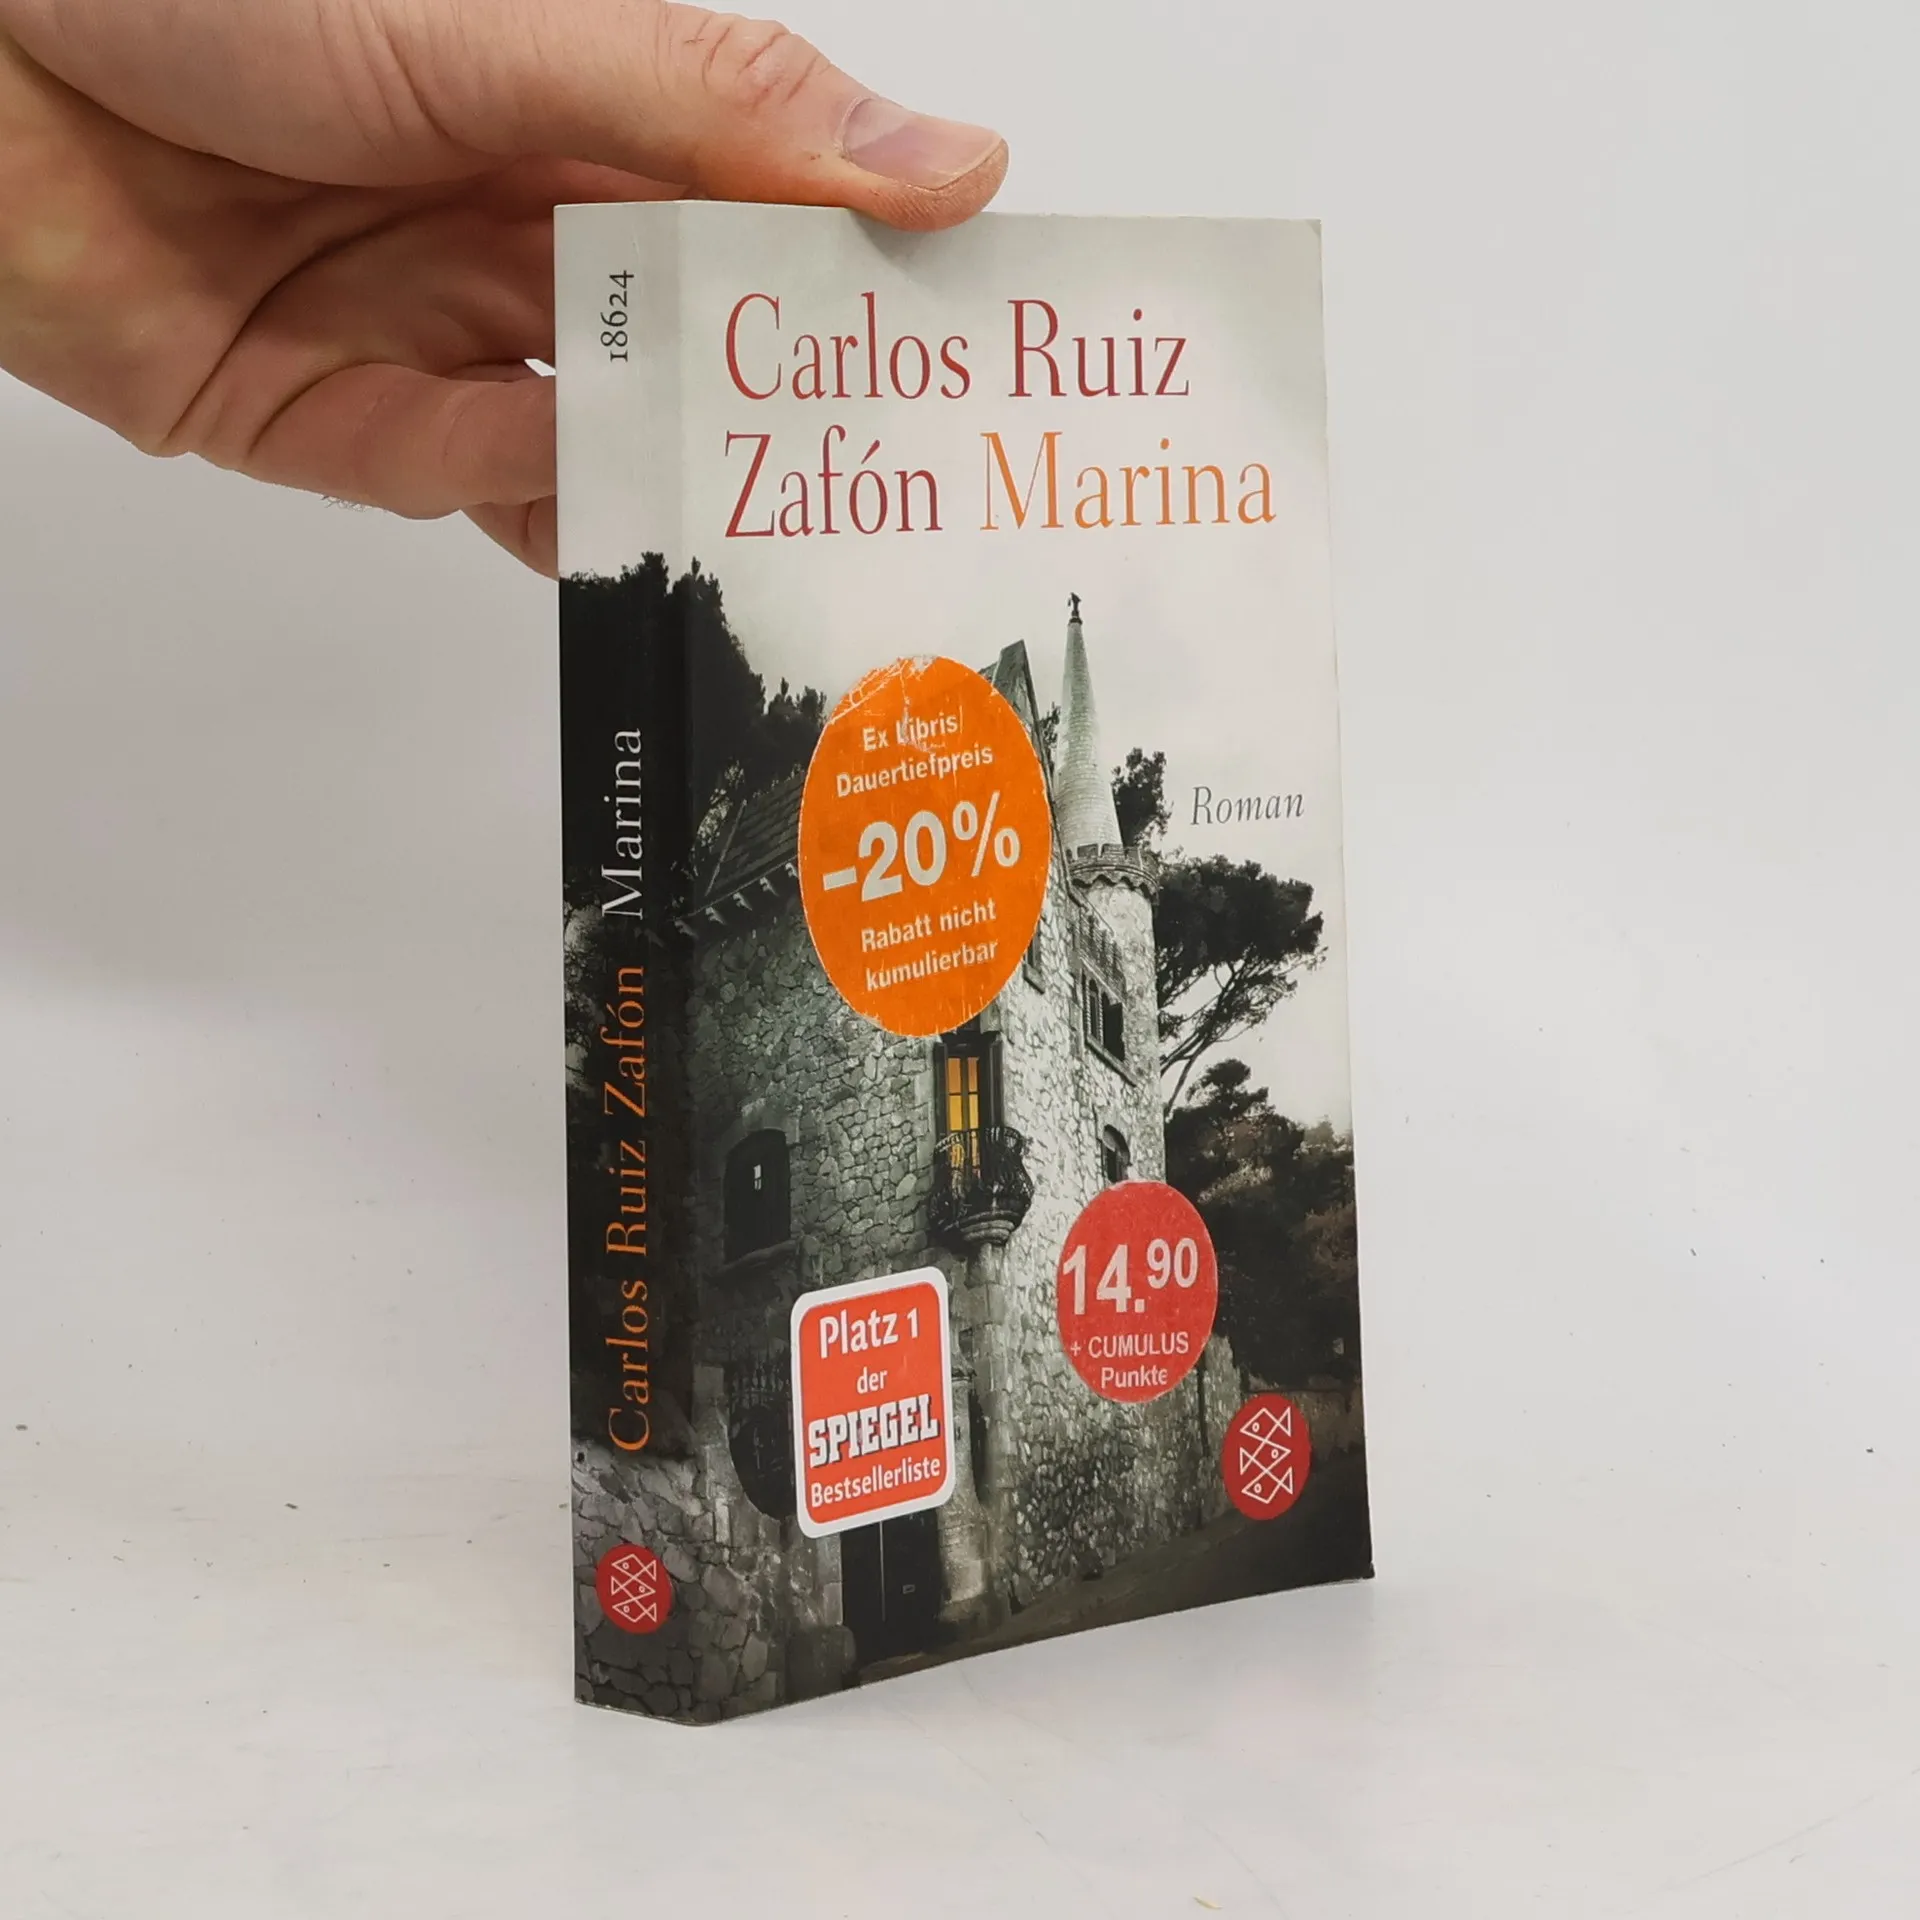 18624
Carlos Ruiz Zafón Marina
Carlos Ruiz
Zafón Marina
Roman
Ex Libris
Dauertiefpreis
-20%
Rabatt nicht
kumulierbar
14.90
+ CUMULUS
Punkte
Platz 1
der
SPIEGEL
Bestsellerliste